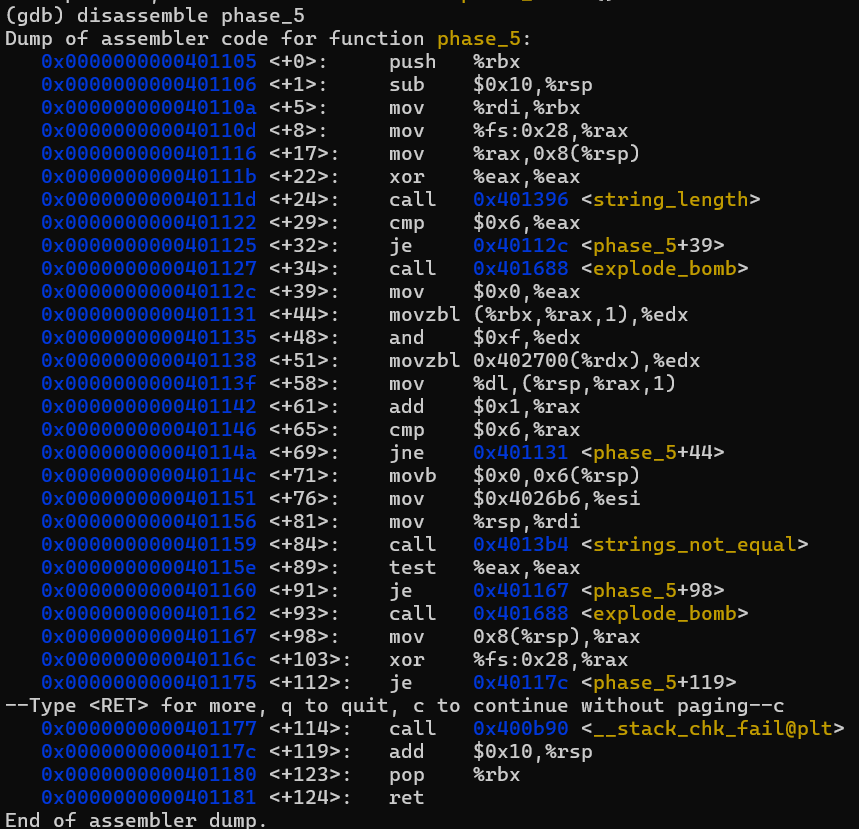 (gdb) disassemble phase_5
Dump of assembler code for function phase_5:
   0x0000000000401105 <+0>:     push   %rbx
   0x0000000000401106 <+1>:     sub    $0x10,%rsp
   0x000000000040110a <+5>:     mov    %rdi,%rbx
   0x000000000040110d <+8>:     mov    %fs:0x28,%rax
   0x0000000000401116 <+17>:    mov    %rax,0x8(%rsp)
   0x000000000040111b <+22>:    xor    %eax,%eax
   0x000000000040111d <+24>:    call   0x401396 <string_length>
   0x0000000000401122 <+29>:    cmp    $0x6,%eax
   0x0000000000401125 <+32>:    je     0x40112c <phase_5+39>
   0x0000000000401127 <+34>:    call   0x401688 <explode_bomb>
   0x000000000040112c <+39>:    mov    $0x0,%eax
   0x0000000000401131 <+44>:    movzbl (%rbx,%rax,1),%edx
   0x0000000000401135 <+48>:    and    $0xf,%edx
   0x0000000000401138 <+51>:    movzbl 0x402700(%rdx),%edx
   0x000000000040113f <+58>:    mov    %dl,(%rsp,%rax,1)
   0x0000000000401142 <+61>:    add    $0x1,%rax
   0x0000000000401146 <+65>:    cmp    $0x6,%rax
   0x000000000040114a <+69>:    jne    0x401131 <phase_5+44>
   0x000000000040114c <+71>:    movb   $0x0,0x6(%rsp)
   0x0000000000401151 <+76>:    mov    $0x4026b6,%esi
   0x0000000000401156 <+81>:    mov    %rsp,%rdi
   0x0000000000401159 <+84>:    call   0x4013b4 <strings_not_equal>
   0x000000000040115e <+89>:    test   %eax,%eax
   0x0000000000401160 <+91>:    je     0x401167 <phase_5+98>
   0x0000000000401162 <+93>:    call   0x401688 <explode_bomb>
   0x0000000000401167 <+98>:    mov    0x8(%rsp),%rax
   0x000000000040116c <+103>:   xor    %fs:0x28,%rax
   0x0000000000401175 <+112>:   je     0x40117c <phase_5+119>
--Type <RET> for more, q to quit, c to continue without paging--c
   0x0000000000401177 <+114>:   call   0x400b90 <__stack_chk_fail@plt>
   0x000000000040117c <+119>:   add    $0x10,%rsp
   0x0000000000401180 <+123>:   pop    %rbx
   0x0000000000401181 <+124>:   ret
End of assembler dump.